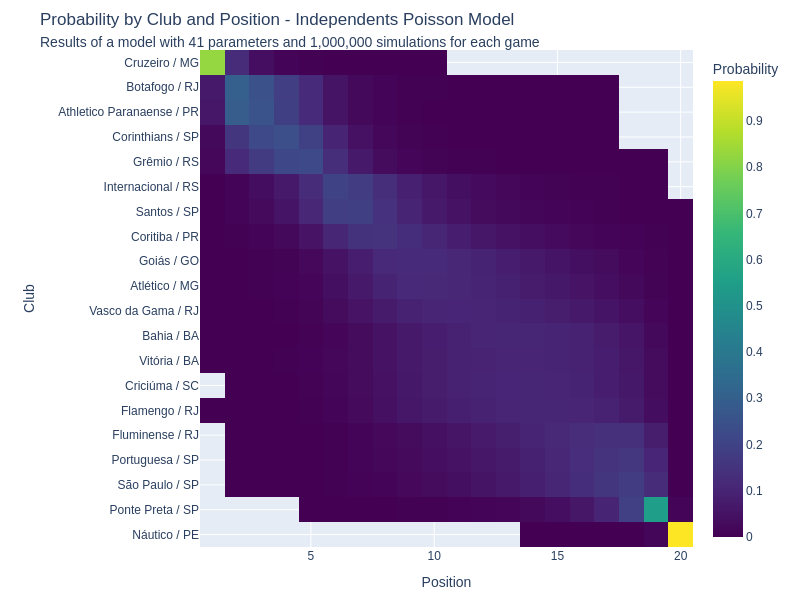 Probability by Club and Position - Independents Poisson Model
Results of a model with 41 parameters and 1,000,000 simulations for each game
Probability
Club
Cruzeiro / MG
Botafogo / RJ
Athletico Paranaense / PR
Corinthians / SP
Grêmio / RS
Internacional / RS
Santos / SP
Coritiba / PR
Goiás / GO
Atlético / MG
Vasco da Gama / RJ
Bahia / BA
Vitória / BA
Criciúma / SC
Flamengo / RJ
Fluminense / RJ
Portuguesa / SP
São Paulo / SP
Ponte Preta / SP
Náutico / PE
0.9
0.8
0.7
0.6
0.5
0.4
0.3
0.2
0.1
0
5 10 15 20
Position